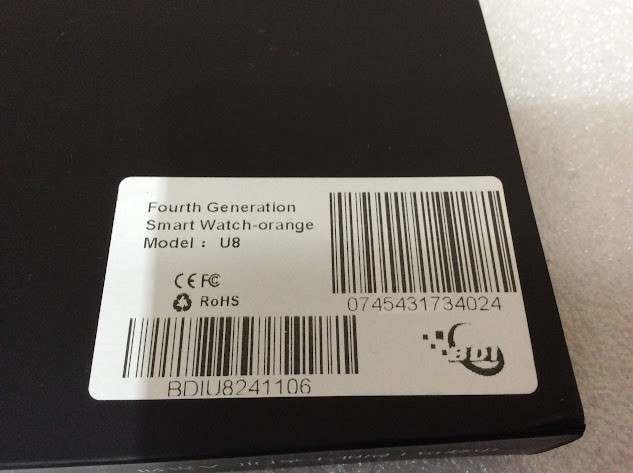 Fourth Generation
Smart Watch-orange
Model : U8
CE FC
RoHS
0745431734024
BDIU8241106
BDI